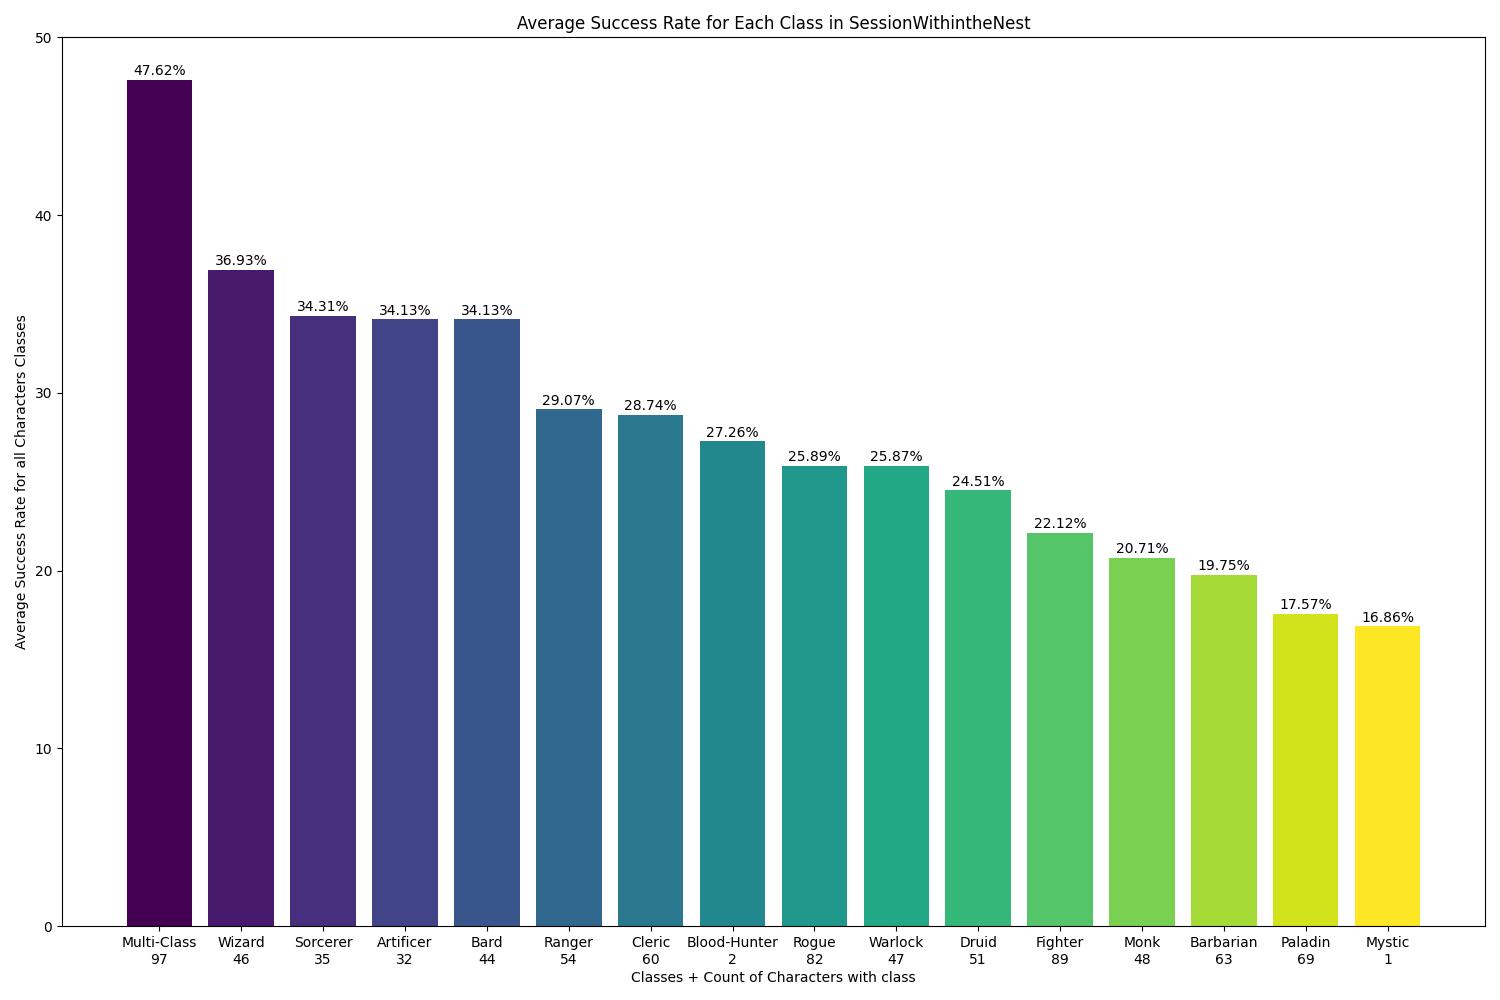 Average Success Rate for Each Class in SessionWithintheNest
Average Success Rate for all Characters Classes
50
40
30
20
10
0
47.62%
36.93%
34.31%
34.13%
34.13%
29.07%
28.74%
27.26%
25.89%
25.87%
24.51%
22.12%
20.71%
19.75%
17.57%
16.86%
Multi-Class
97
Wizard
46
Sorcerer
35
Artificer
32
Bard
44
Ranger
54
Cleric
60
Blood-Hunter
2
Rogue
82
Warlock
47
Druid
51
Fighter
89
Monk
48
Barbarian
63
Paladin
69
Mystic
1
Classes + Count of Characters with class